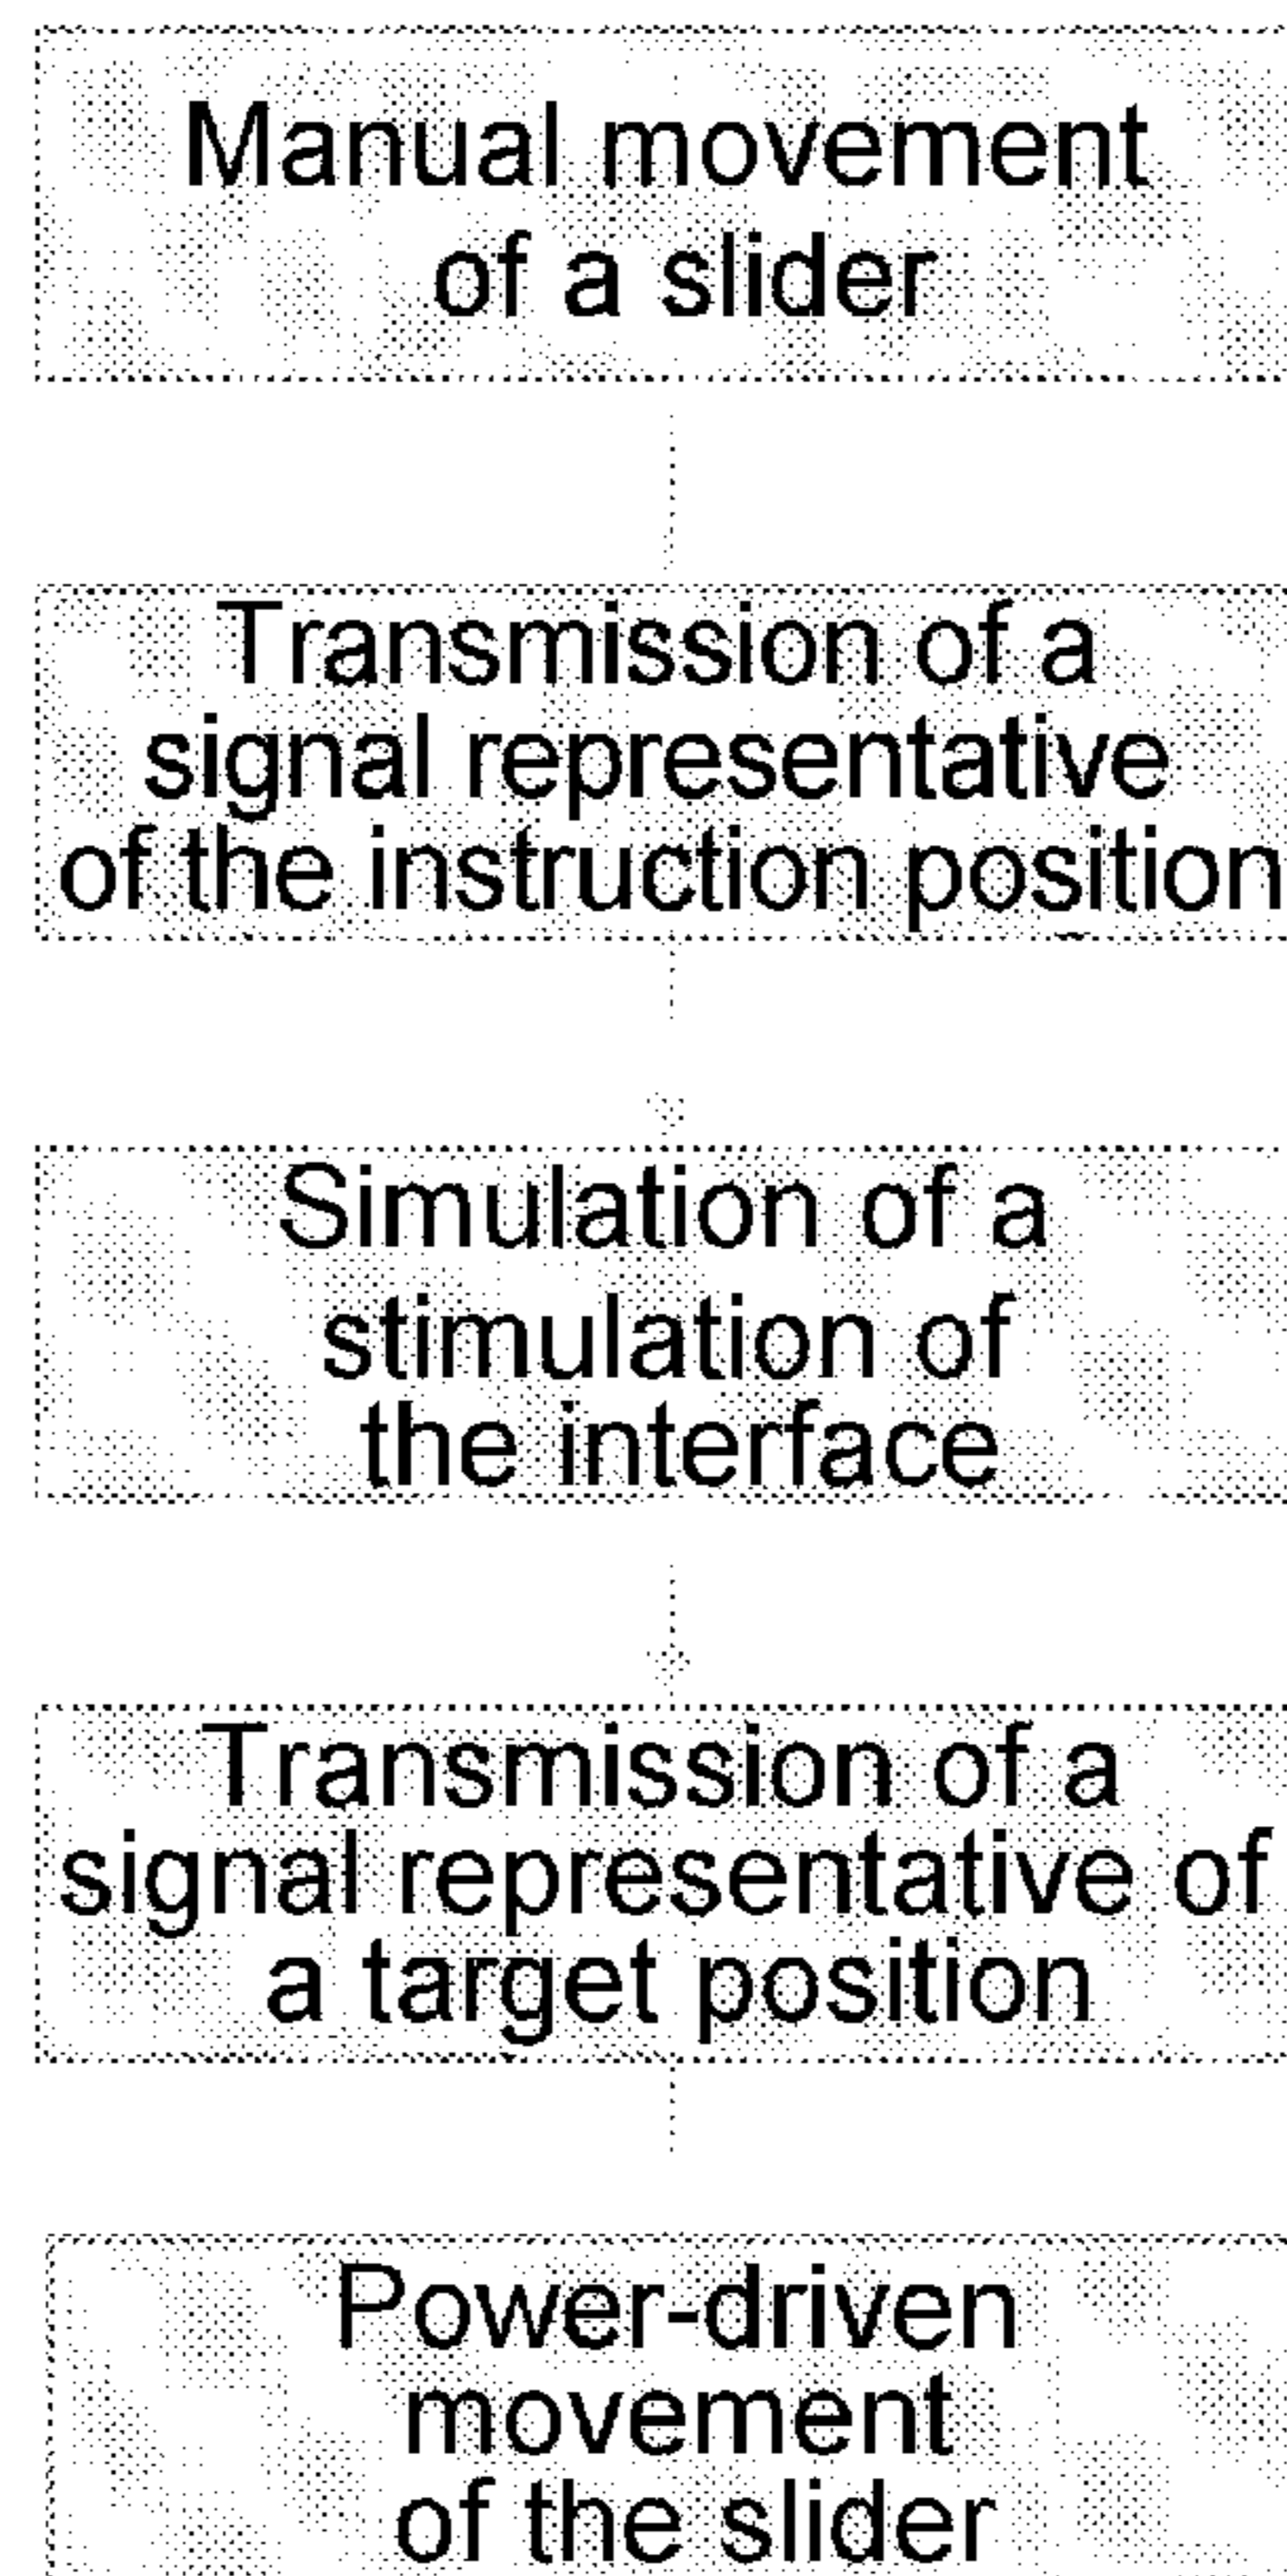 Manual movement
of a slider
Transmission of a
signal representative
of the instruction position
Simulation of a
stimulation of
the interface
Transmission of a
signal representative of
a target position
Power-driven
movement
of the slider